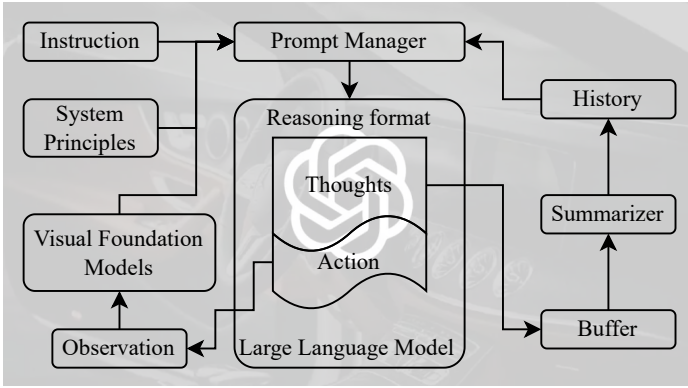 Instruction
Prompt Manager
System
Principles
Reasoning format
History
Thoughts
Visual Foundation
Models
Summarizer
Action
Observation
Large Language Model
Buffer